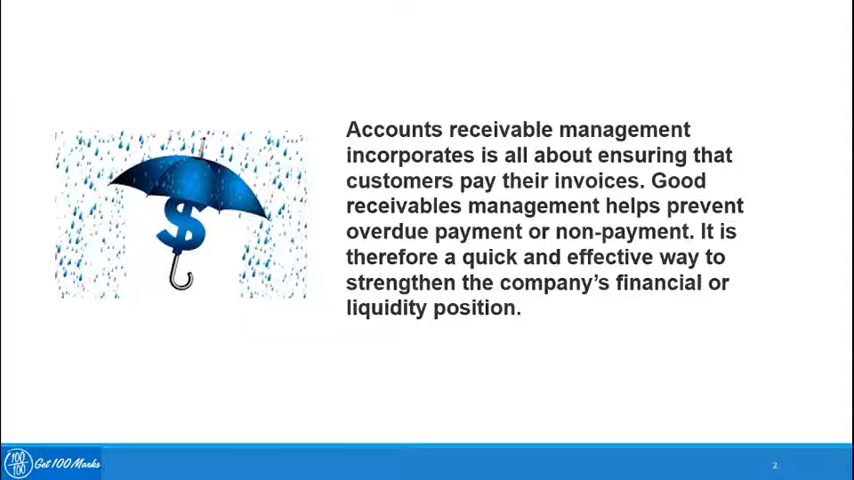 Accounts receivable management
incorporates is all about ensuring that
customers pay their invoices. Good
receivables management helps prevent
overdue payment or non-payment. It is
therefore a quick and effective way to
strengthen the company’s financial or
liquidity position.
$
100
100
Get 100 Marks
2